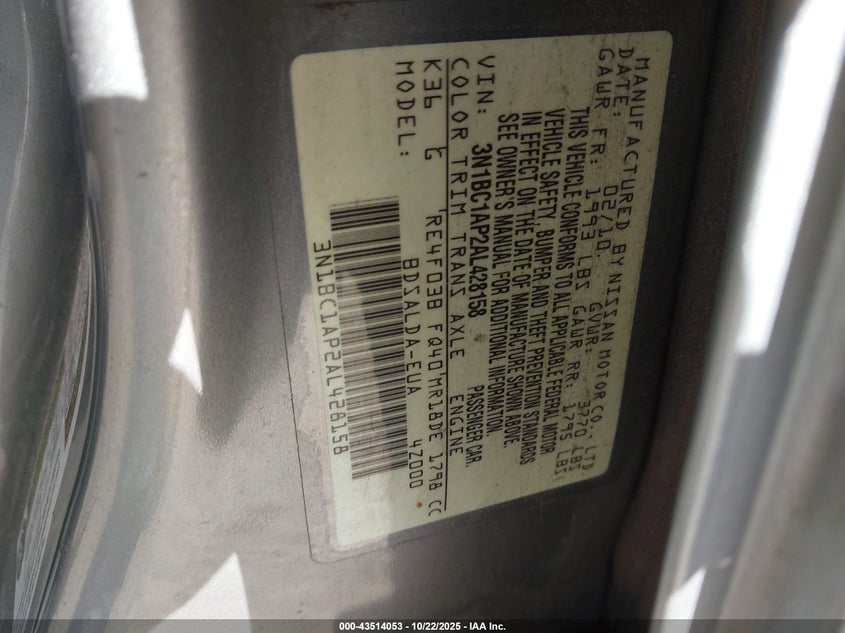 MANUFACTURED BY NISSAN MOTOR CO., LTD.
DATE: 02/10 GVWR: 3770 LBS
GAWR FR: 1993 LBS GAWR RR: 1795 LBS
THIS VEHICLE CONFORMS TO ALL APPLICABLE FEDERAL MOTOR
VEHICLE SAFETY, BUMPER AND THEFT PREVENTION STANDARDS
IN EFFECT ON THE DATE OF MANUFACTURE SHOWN ABOVE.
SEE OWNER'S MANUAL FOR ADDITIONAL INFORMATION.
VIN: 3N1BC1AP2AL428158 PASSENGER CAR.
COLOR TRIM TRANS AXLE ENGINE
K36 G RE4F03B FQ40 MR18DE 1798 CC
MODEL: BDSALDA-EUA 4Z000
3N1BC1AP2AL428158
000-43514053 - 10/22/2025 - IAA Inc.